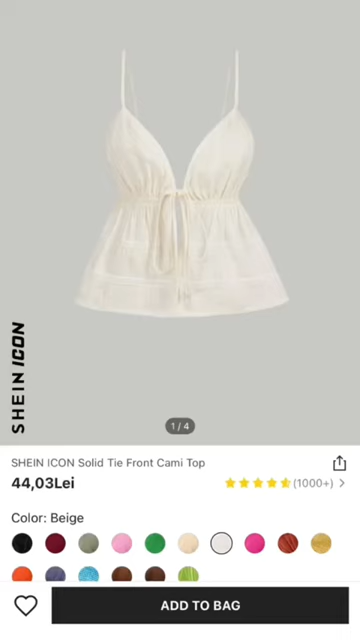 SHEIN ICON
1 / 4
SHEIN ICON Solid Tie Front Cami Top
44,03Lei
(1000+)
Color: Beige
ADD TO BAG